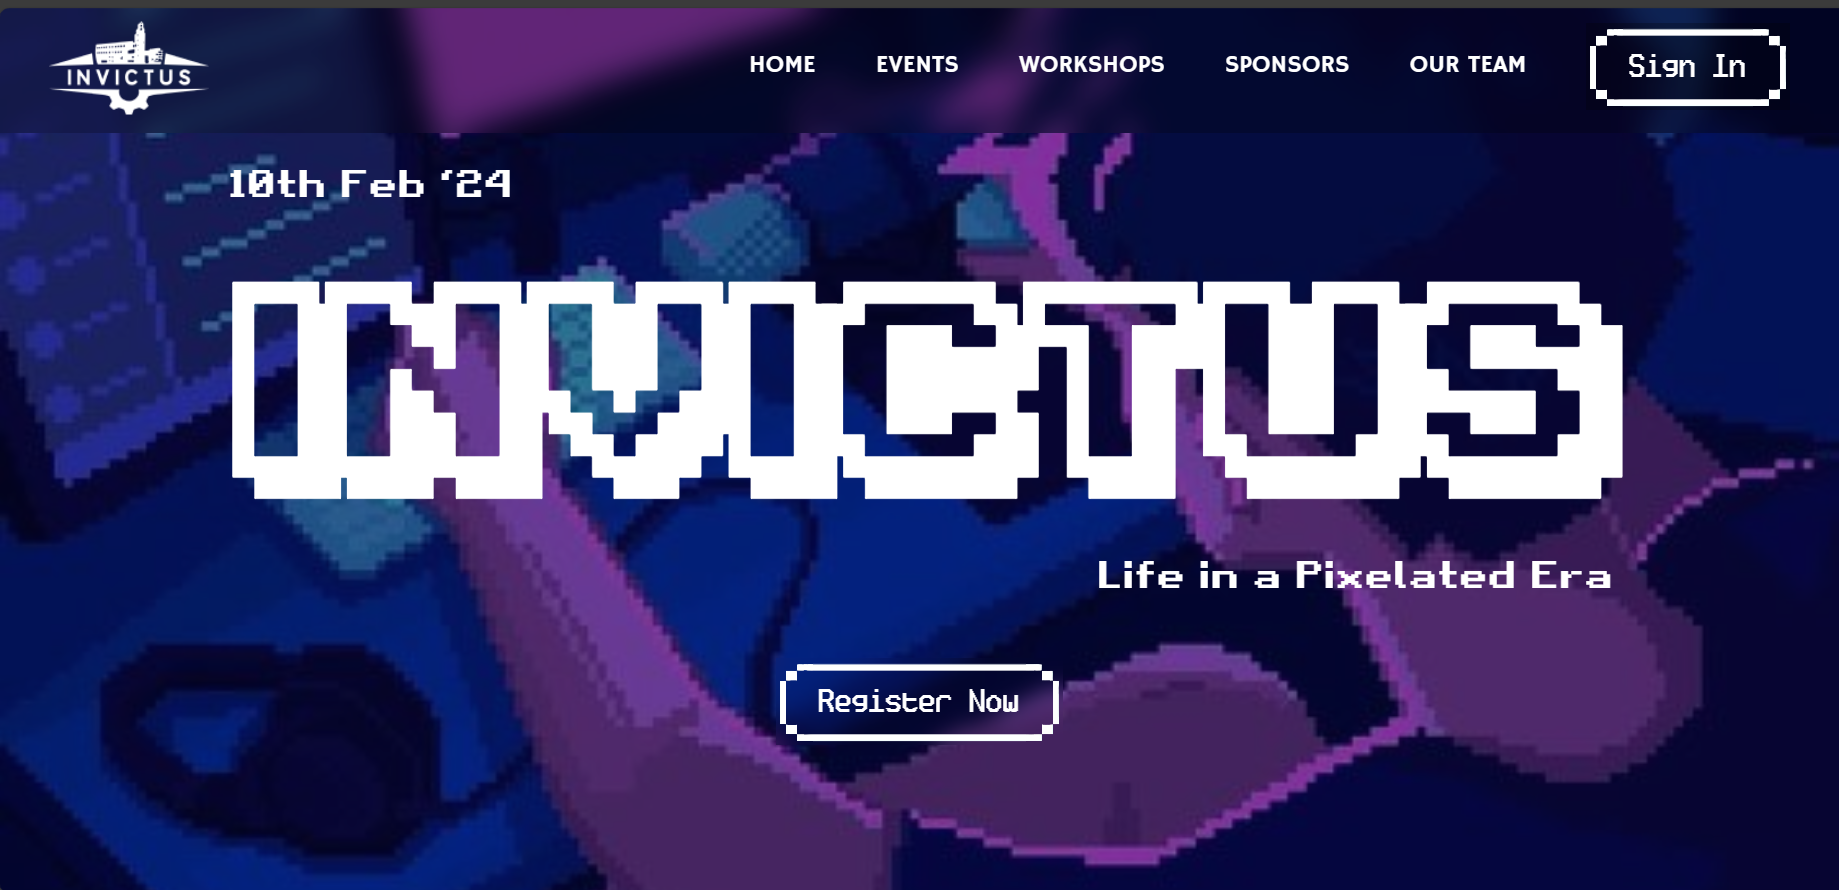 INVICTUS
HOME EVENTS WORKSHOPS SPONSORS OUR TEAM Sign In
10th Feb ‘24
INVICTUS
Life in a Pixelated Era
Register Now